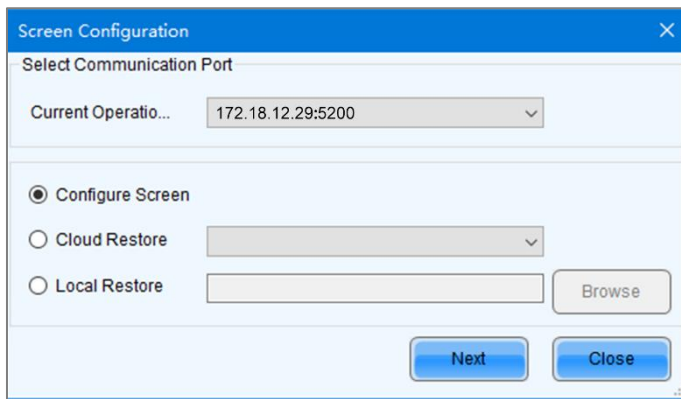 Screen Configuration
Select Communication Port
Current Operatio... 172.18.12.29:5200
Configure Screen
Cloud Restore
Local Restore Browse
Next Close